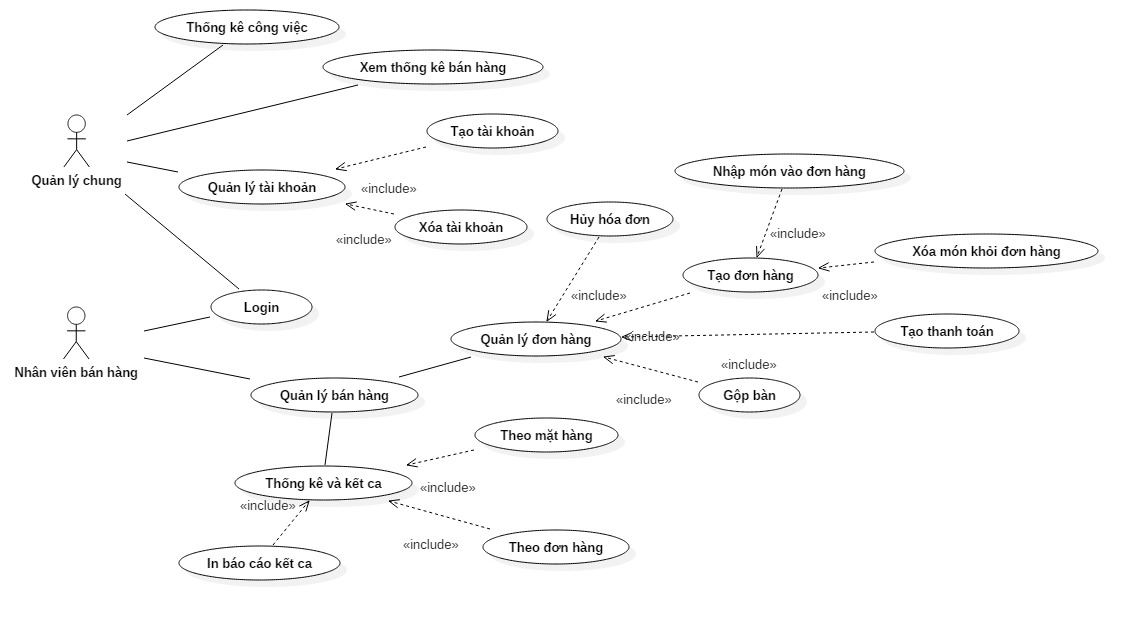 Thống kê công việc
Xem thống kê bán hàng
Tạo tài khoản
Quản lý chung
Quản lý tài khoản
«include»
Xóa tài khoản
«include»
Nhập món vào đơn hàng
Hủy hóa đơn
«include»
Xóa món khỏi đơn hàng
Tạo đơn hàng
«include»
«include»
Login
Tạo thanh toán
Quản lý đơn hàng
«include»
«include»
Nhân viên bán hàng
Quản lý bán hàng
Gộp bàn
«include»
Theo mặt hàng
Thống kê và kết ca
«include»
«include»
«include»
Theo đơn hàng
In báo cáo kết ca